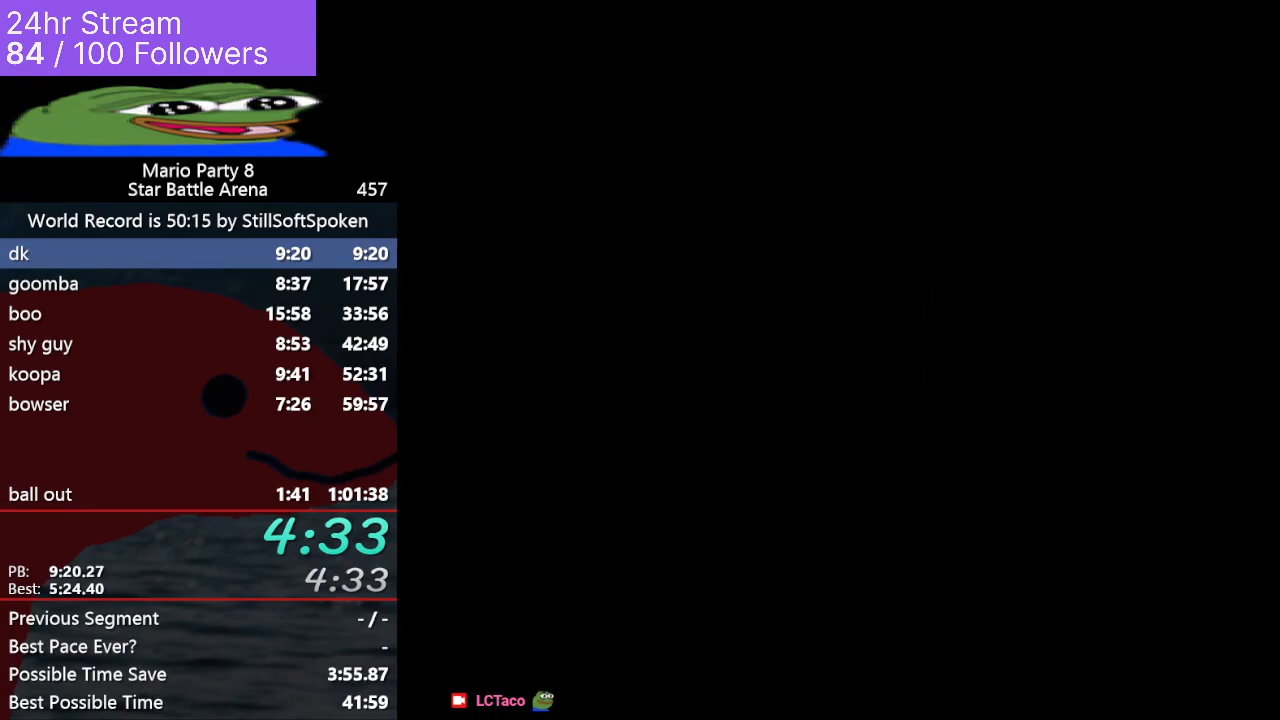 24hr Stream
84 / 100 Followers
Mario Party 8
Star Battle Arena 457
World Record is 50:15 by StillSoftSpoken
dk 9:20 9:20
goomba 8:37 17:57
boo 15:58 33:56
shy guy 8:53 42:49
koopa 9:41 52:31
bowser 7:26 59:57
ball out 1:41 1:01:38
4:33
PB: 9:20.27
Best: 5:24.40
4:33
Previous Segment - / -
Best Pace Ever? -
Possible Time Save 3:55.87
Best Possible Time 41:59
LCTaco